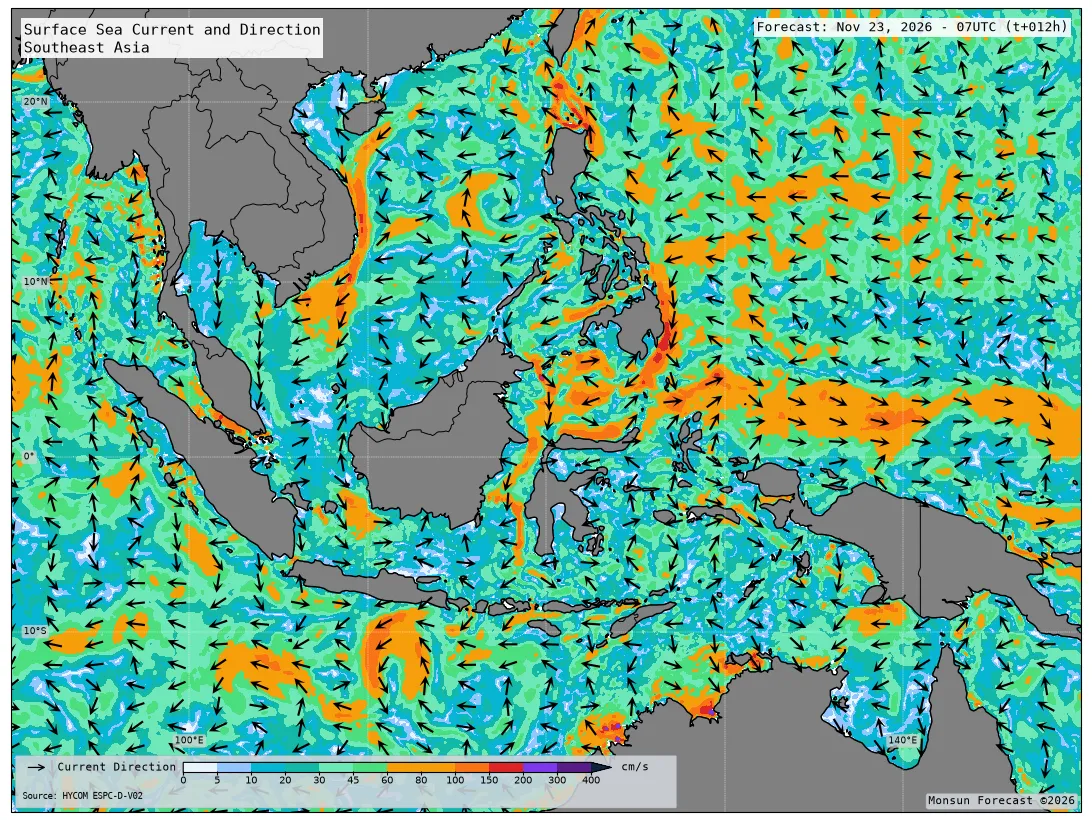 Surface Sea Current and Direction
Southeast Asia
Forecast: Nov 23, 2026 - 07UTC (t+012h)
20°N
10°N
0°
10°S
100°E
140°E
Current Direction
0 5 10 20 30 45 60 80 100 150 200 300 400
cm/s
Source: HYCOM ESPC-D-V02
Monsun Forecast ©2026